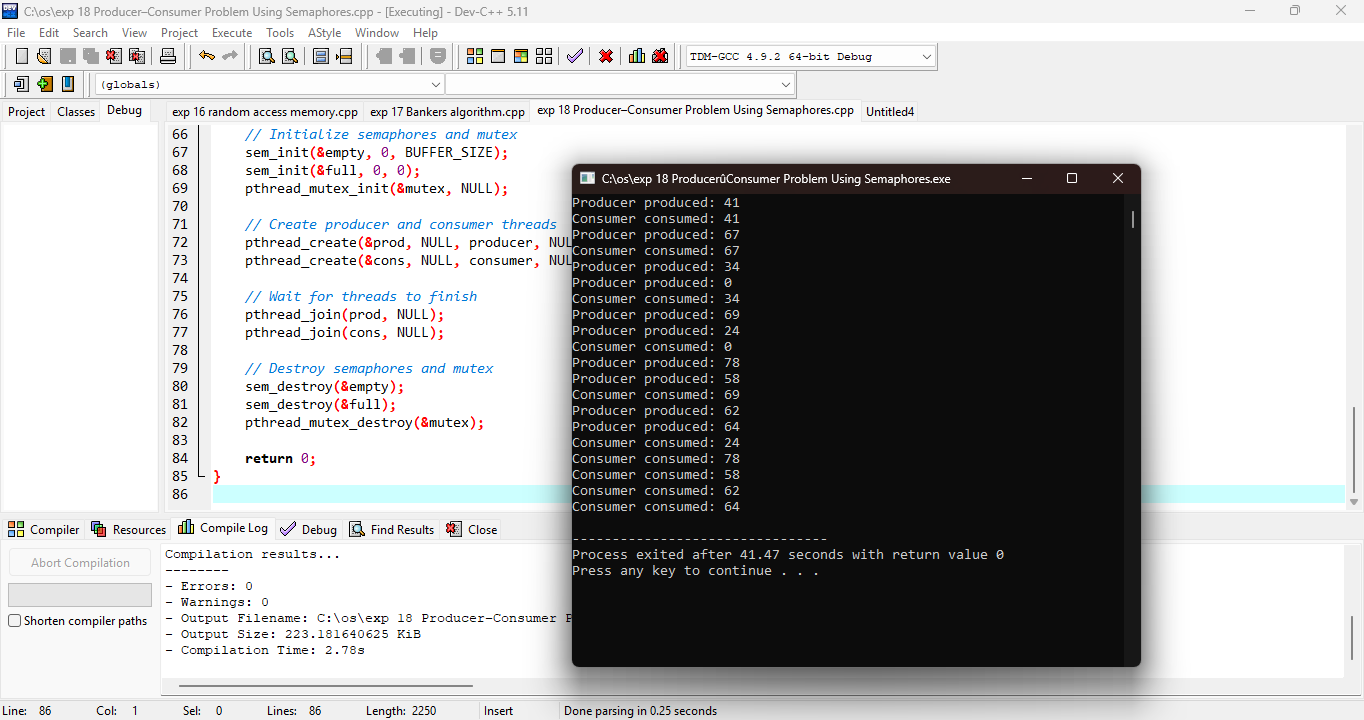 C:\os\exp 18 Producer–Consumer Problem Using Semaphores.cpp - [Executing] - Dev-C++ 5.11
File Edit Search View Project Execute Tools AStyle Window Help
TDM-GCC 4.9.2 64-bit Debug
(globals)
Project Classes Debug
exp 16 random access memory.cpp exp 17 Bankers algorithm.cpp exp 18 Producer–Consumer Problem Using Semaphores.cpp Untitled4
66 // Initialize semaphores and mutex
67 sem_init(&empty, 0, BUFFER_SIZE);
68 sem_init(&full, 0, 0);
69 pthread_mutex_init(&mutex, NULL);
70
71 // Create producer and consumer threads
72 pthread_create(&prod, NULL, producer, NUL
73 pthread_create(&cons, NULL, consumer, NUL
74
75 // Wait for threads to finish
76 pthread_join(prod, NULL);
77 pthread_join(cons, NULL);
78
79 // Destroy semaphores and mutex
80 sem_destroy(&empty);
81 sem_destroy(&full);
82 pthread_mutex_destroy(&mutex);
83
84 return 0;
85 }
86
C:\os\exp 18 ProducerûConsumer Problem Using Semaphores.exe
Producer produced: 41
Consumer consumed: 41
Producer produced: 67
Consumer consumed: 67
Producer produced: 34
Producer produced: 0
Consumer consumed: 34
Producer produced: 69
Producer produced: 24
Consumer consumed: 0
Producer produced: 78
Producer produced: 58
Consumer consumed: 69
Producer produced: 62
Producer produced: 64
Consumer consumed: 24
Consumer consumed: 78
Consumer consumed: 58
Consumer consumed: 62
Consumer consumed: 64
--------------------------------
Process exited after 41.47 seconds with return value 0
Press any key to continue . . .
Compiler Resources Compile Log Debug Find Results Close
Abort Compilation
Shorten compiler paths
Compilation results...
--------
- Errors: 0
- Warnings: 0
- Output Filename: C:\os\exp 18 Producer-Consumer P
- Output Size: 223.181640625 KiB
- Compilation Time: 2.78s
Line: 86 Col: 1 Sel: 0 Lines: 86 Length: 2250 Insert Done parsing in 0.25 seconds